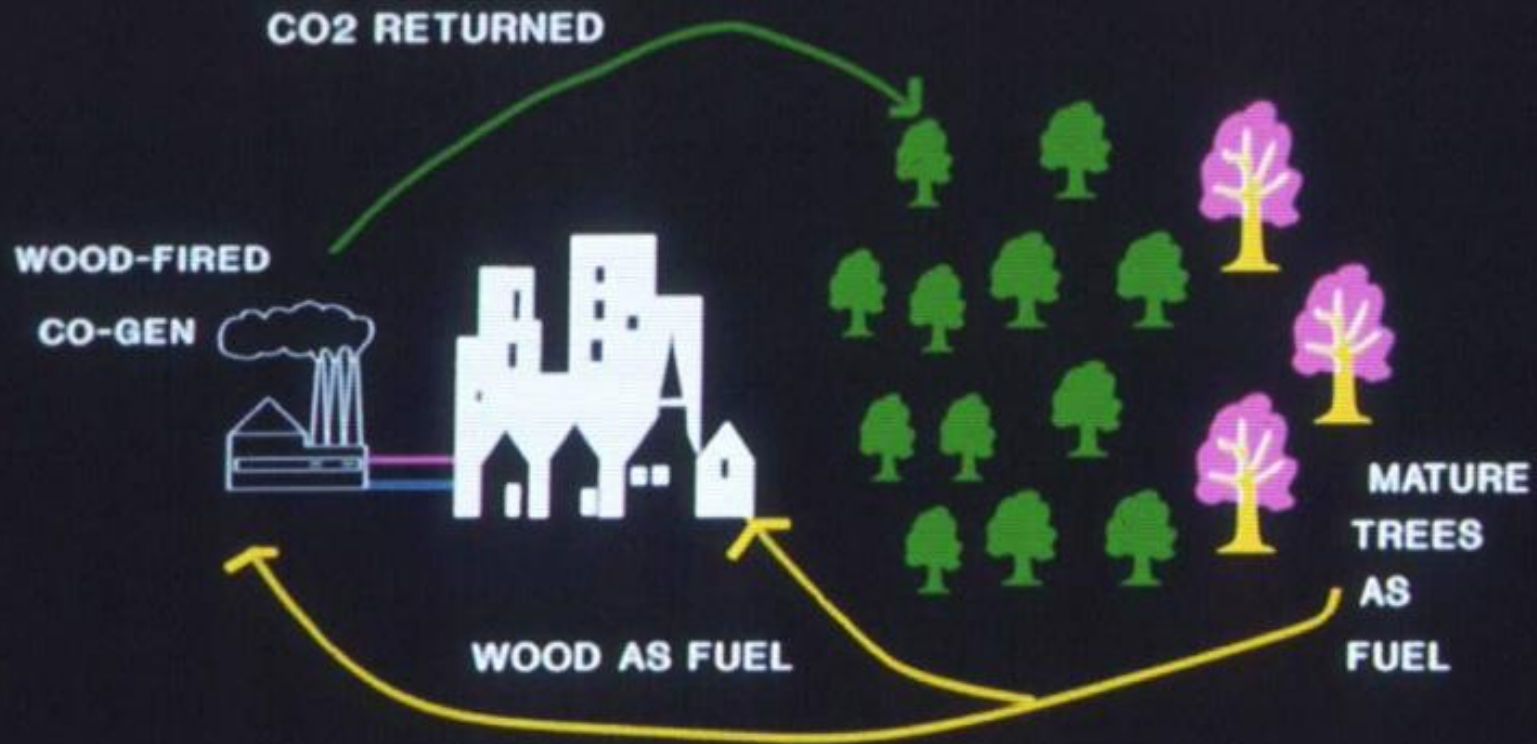 CO2 RETURNED
WOOD-FIRED
CO-GEN
MATURE
TREES
AS
FUEL
WOOD AS FUEL